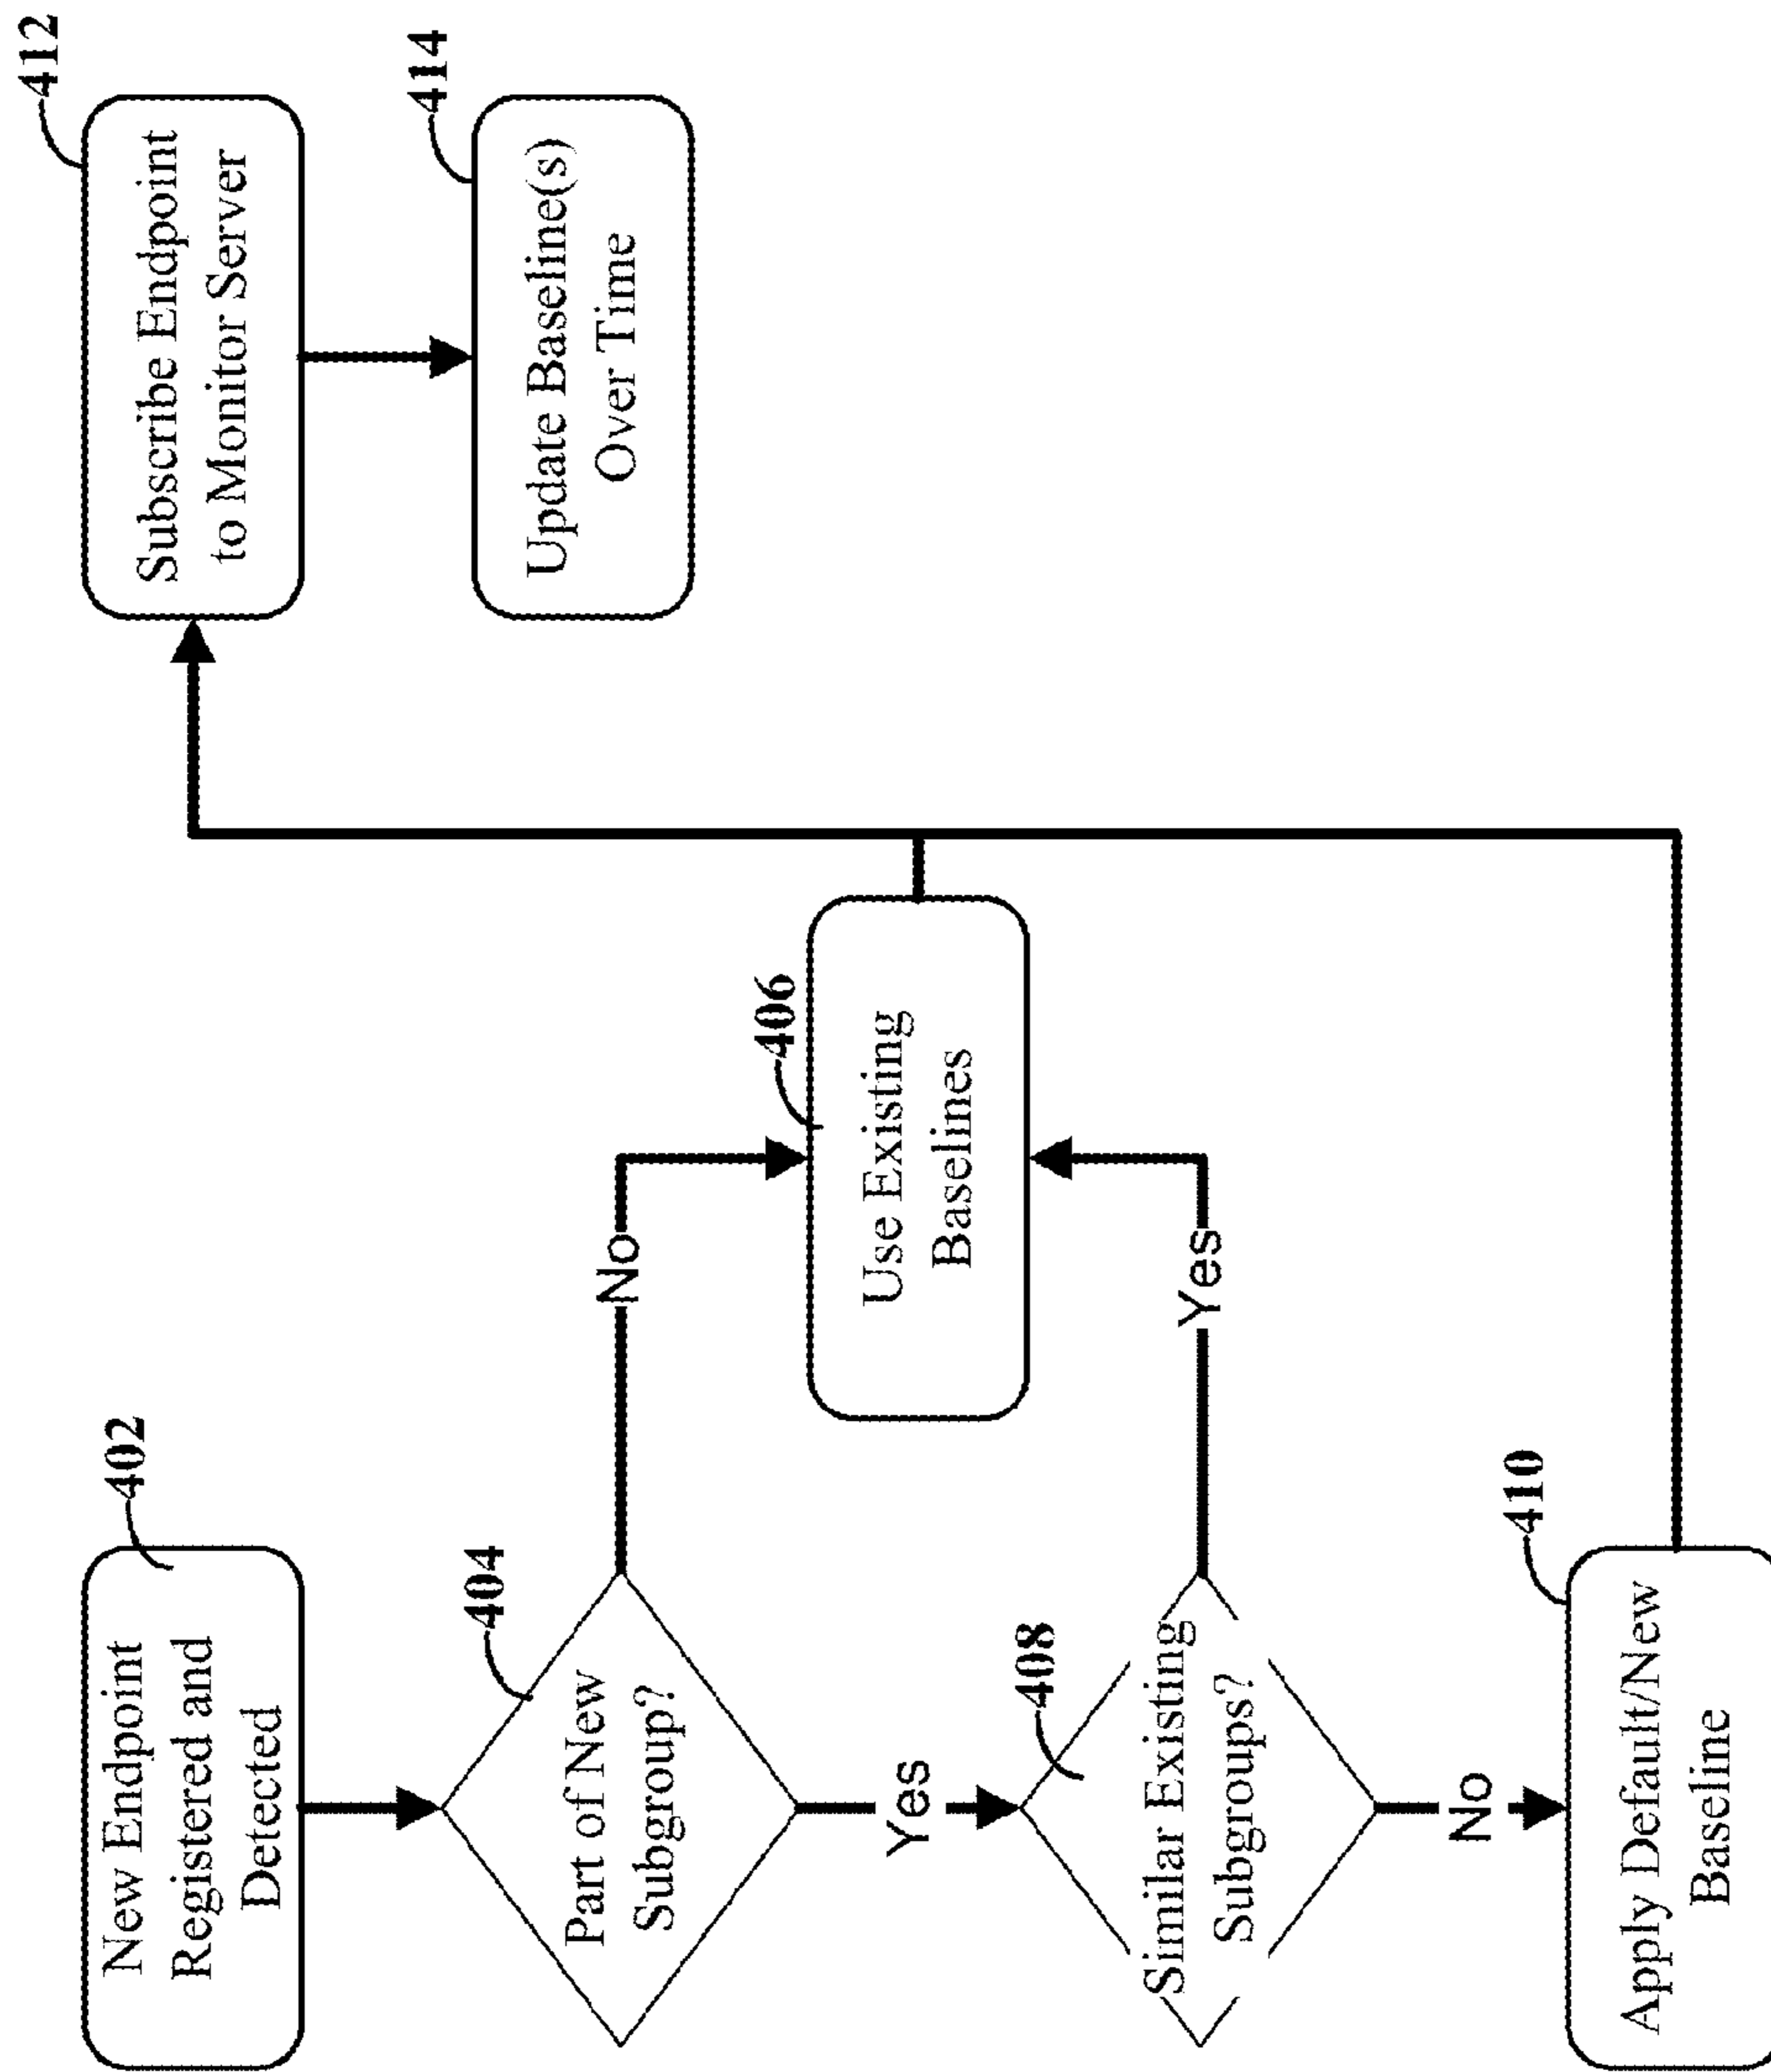 402
New Endpoint
Registered and
Detected
404
Part of New
Subgroup?
No
Yes
406
Use Existing
Baselines
408
Similar Existing
Subgroups?
Yes
No
410
Apply Default/New
Baseline
412
Subscribe Endpoint
to Monitor Server
414
Update Baseline(s)
Over Time